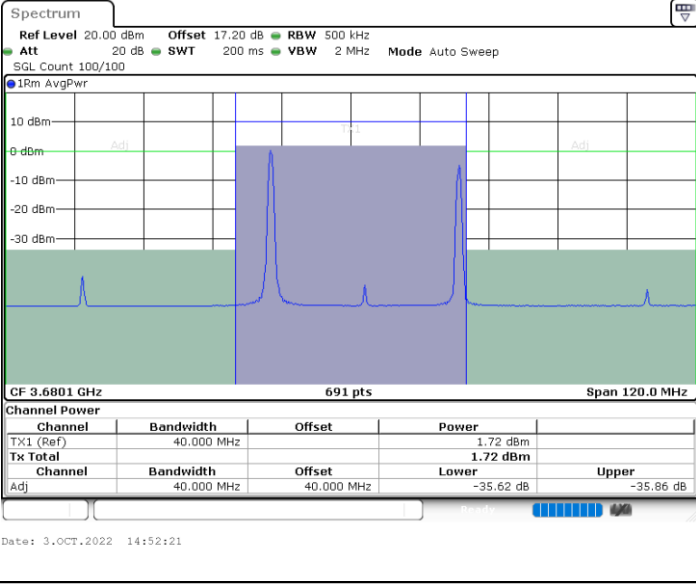 Spectrum
Ref Level 20.00 dBm Offset 17.20 dB RBW 500 kHz
Att 20 dB SWT 200 ms VBW 2 MHz Mode Auto Sweep
SGL Count 100/100
1Rm AvgPwr
10 dBm
Tx1
0 dBm
Adj
Adj
-10 dBm
-20 dBm
-30 dBm
CF 3.6801 GHz 691 pts Span 120.0 MHz
Channel Power
Channel Bandwidth Offset Power
TX1 (Ref) 40.000 MHz 1.72 dBm
Tx Total 1.72 dBm
Channel Bandwidth Offset Lower Upper
Adj 40.000 MHz 40.000 MHz -35.62 dB -35.86 dB
Ready
Date: 3.OCT.2022 14:52:21